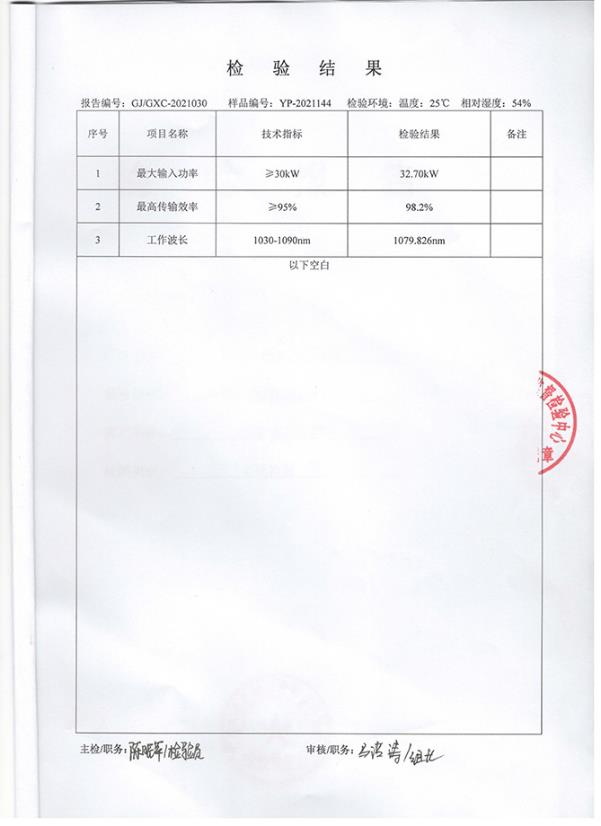 检 验 结 果
报告编号：GJ/GXC-2021030 样品编号：YP-2021144 检验环境：温度：25℃ 相对湿度：54%
序号 项目名称 技术指标 检验结果 备注
1 最大输入功率 ≥30kW 32.70kW
2 最高传输效率 ≥95% 98.2%
3 工作波长 1030-1090nm 1079.826nm
以下空白
督检验中心
章
主检/职务：陈晓军/检验员 审核/职务：/组长